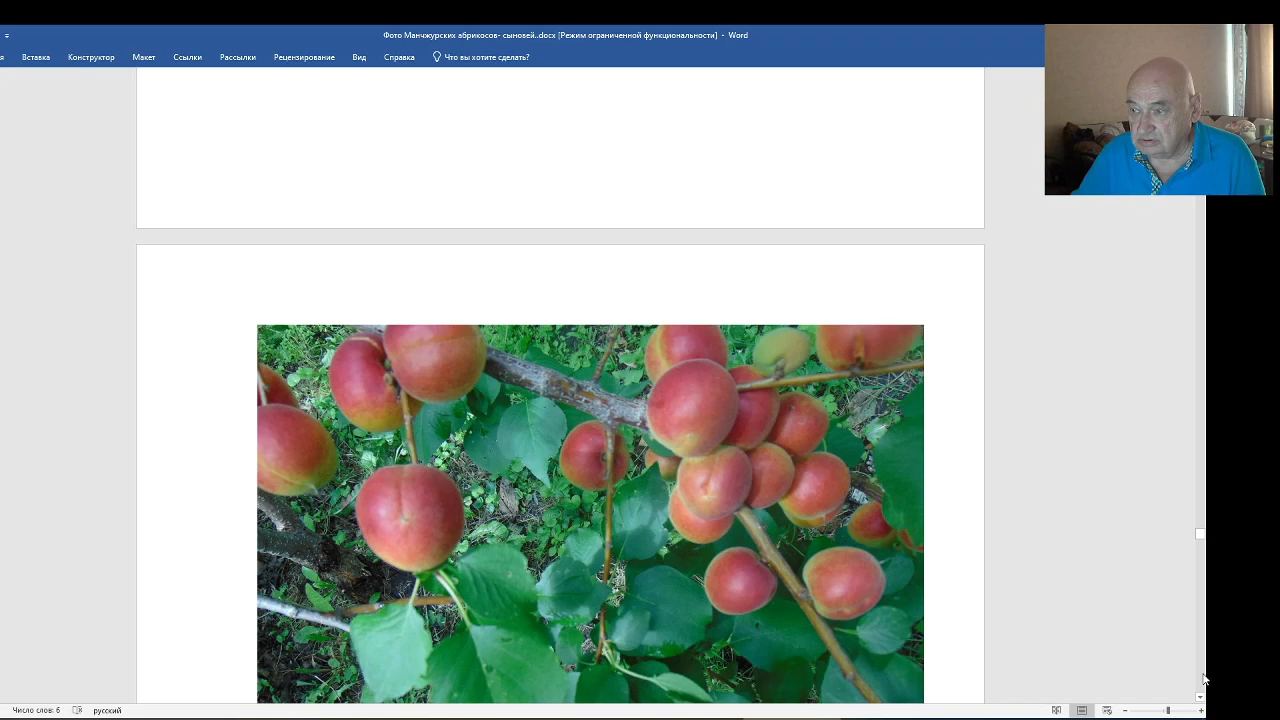 Фото Манчжурских абрикосов- сыновей..docx [Режим ограниченной функциональности] - Word
я Вставка Конструктор Макет Ссылки Рассылки Рецензирование Вид Справка Что вы хотите сделать?
Число слов: 6 русский